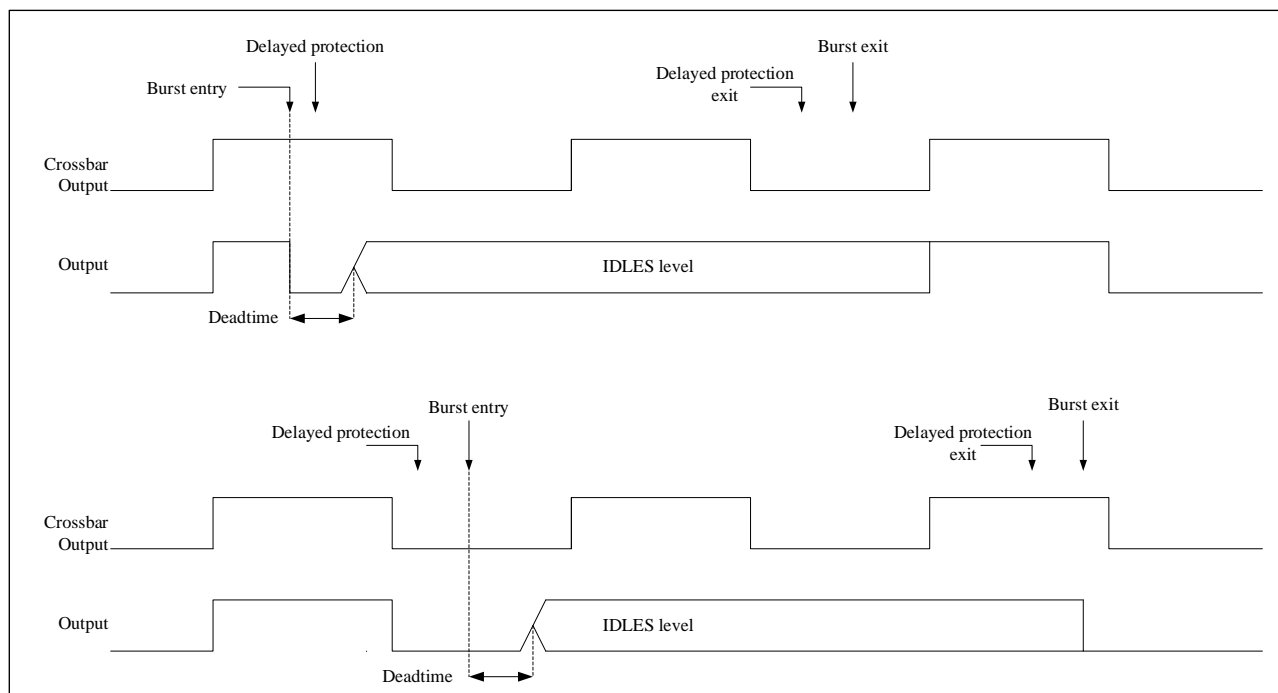 Delayed protection
Burst exit
Burst entry
Delayed protection
exit
Crossbar
Output
Output
IDLES level
Deadtime
Burst entry
Burst exit
Delayed protection
Delayed protection
exit
Crossbar
Output
Output
IDLES level
Deadtime